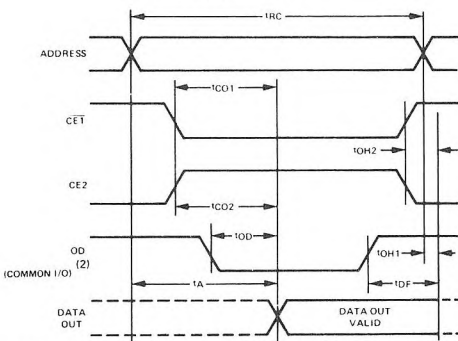 tRC
ADDRESS
tCO1
CE1
tOH2
CE2
tCO2
tOD
OD
(2)
(COMMON I/O)
tOH1
tA
tDF
DATA
OUT
DATA OUT
VALID